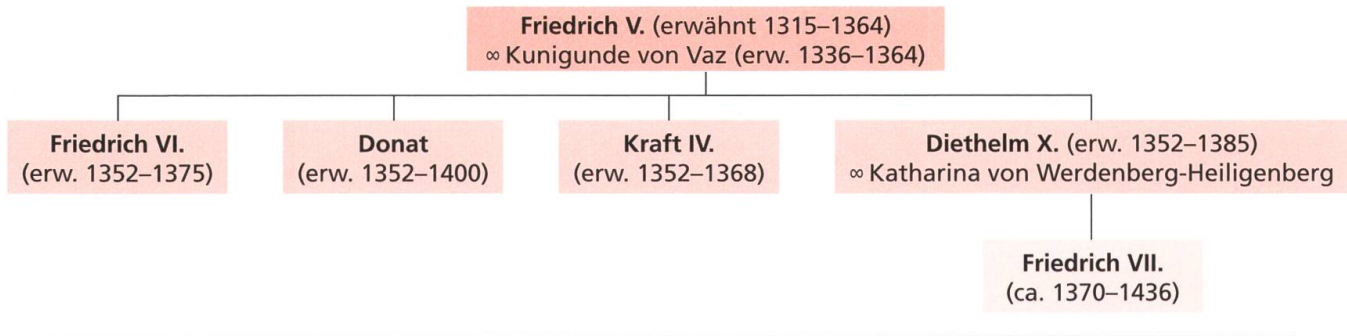 Friedrich V. (erwähnt 1315–1364)
∞ Kunigunde von Vaz (erw. 1336–1364)
Friedrich VI.
(erw. 1352–1375)
Donat
(erw. 1352–1400)
Kraft IV.
(erw. 1352–1368)
Diethelm X. (erw. 1352–1385)
∞ Katharina von Werdenberg-Heiligenberg
Friedrich VII.
(ca. 1370–1436)